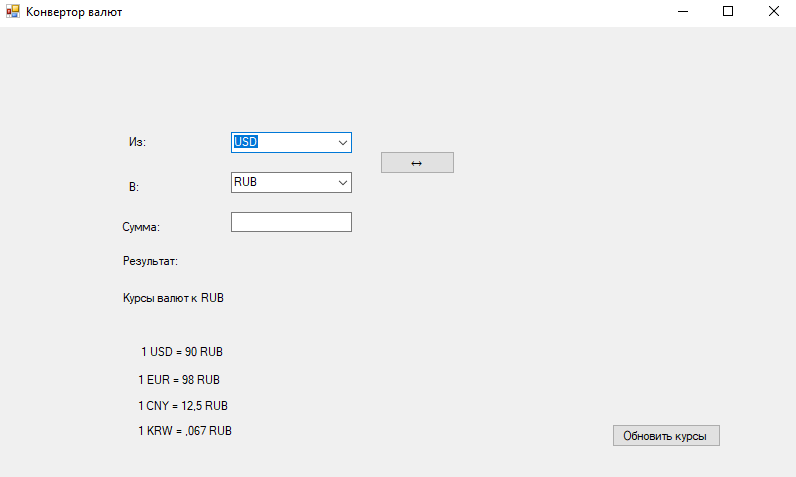 Конвертор валют
Из:
USD
↔
В:
RUB
Сумма:
Результат:
Курсы валют к RUB
1 USD = 90 RUB
1 EUR = 98 RUB
1 CNY = 12,5 RUB
1 KRW = ,067 RUB
Обновить курсы